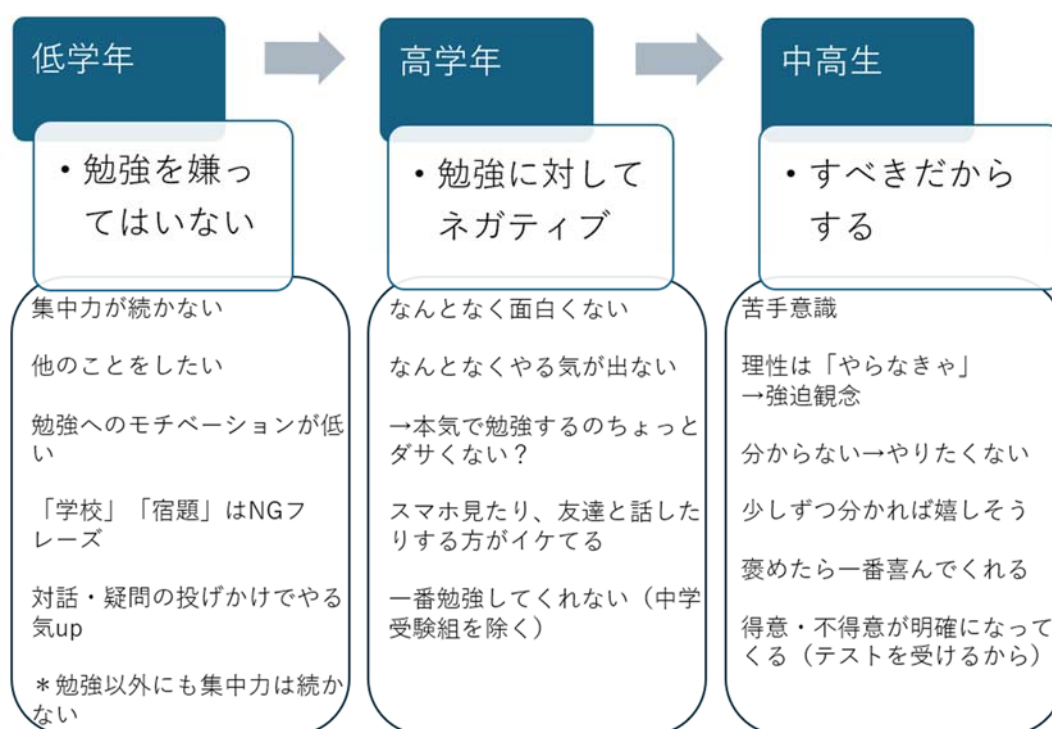 低学年
・勉強を嫌っ
てはいない
集中力が続かない
他のことをしたい
勉強へのモチベーションが低
い
「学校」「宿題」はNGフ
レーズ
対話・疑問の投げかけでやる
気up
＊勉強以外にも集中力は続か
ない
高学年
・勉強に対して
ネガティブ
なんとなく面白くない
なんとなくやる気が出ない
→本気で勉強するのちょっと
ダサくない？
スマホ見たり、友達と話した
りする方がイケてる
一番勉強してくれない（中学
受験組を除く）
中高生
・すべきだから
する
苦手意識
理性は「やらなきゃ」
→強迫観念
分からない→やりたくない
少しずつ分かれば嬉しそう
褒めたら一番喜んでくれる
得意・不得意が明確になって
くる（テストを受けるから）